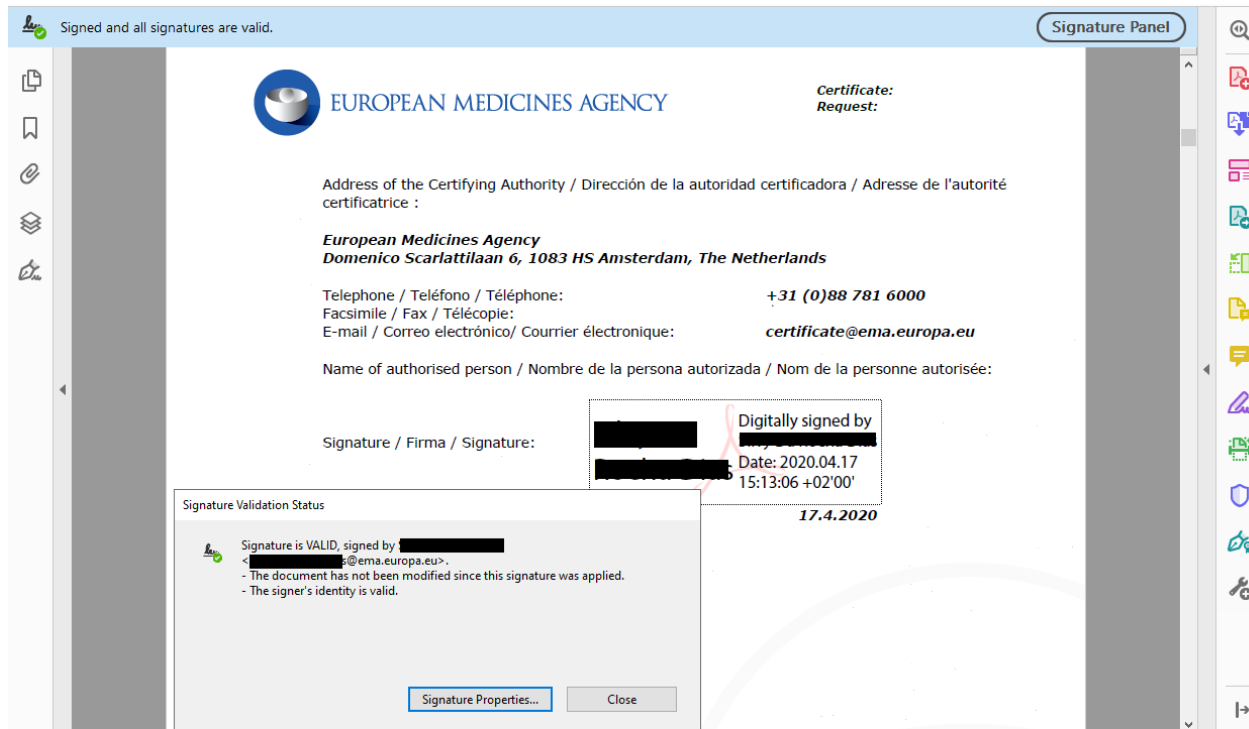 Signed and all signatures are valid.
Signature Panel
EUROPEAN MEDICINES AGENCY
Certificate:
Request:
Address of the Certifying Authority / Dirección de la autoridad certificadora / Adresse de l'autorité
certificatrice :
European Medicines Agency
Domenico Scarlattilaan 6, 1083 HS Amsterdam, The Netherlands
Telephone / Teléfono / Téléphone: +31 (0)88 781 6000
Facsimile / Fax / Télécopie:
E-mail / Correo electrónico/ Courrier électronique: certificate@ema.europa.eu
Name of authorised person / Nombre de la persona autorizada / Nom de la personne autorisée:
Signature / Firma / Signature:
Digitally signed by
Date: 2020.04.17
15:13:06 +02'00'
17.4.2020
Signature Validation Status
Signature is VALID, signed by
<s@ema.europa.eu>.
- The document has not been modified since this signature was applied.
- The signer's identity is valid.
Signature Properties...
Close